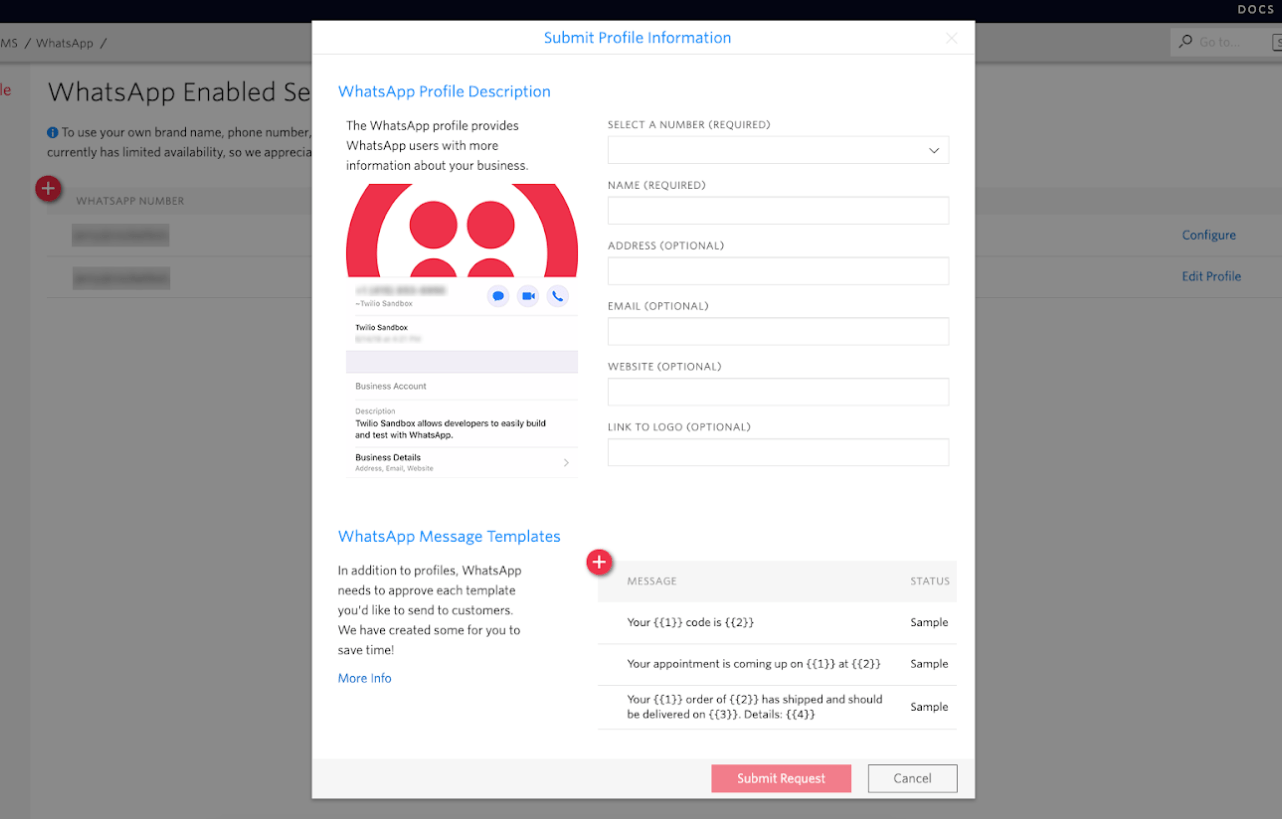 DOCS
MS / WhatsApp /
Go to...
le
WhatsApp Enabled Se
To use your own brand name, phone number,
currently has limited availability, so we apprecia
WHATSAPP NUMBER
Configure
Edit Profile
Submit Profile Information
WhatsApp Profile Description
The WhatsApp profile provides
WhatsApp users with more
information about your business.
~Twilio Sandbox
Twilio Sandbox
Business Account
Description
Twilio Sandbox allows developers to easily build
and test with WhatsApp.
Business Details
Address, Email, Website
SELECT A NUMBER (REQUIRED)
NAME (REQUIRED)
ADDRESS (OPTIONAL)
EMAIL (OPTIONAL)
WEBSITE (OPTIONAL)
LINK TO LOGO (OPTIONAL)
WhatsApp Message Templates
In addition to profiles, WhatsApp
needs to approve each template
you'd like to send to customers.
We have created some for you to
save time!
More Info
MESSAGE STATUS
Your {{1}} code is {{2}} Sample
Your appointment is coming up on {{1}} at {{2}} Sample
Your {{1}} order of {{2}} has shipped and should
be delivered on {{3}}. Details: {{4}} Sample
Submit Request
Cancel